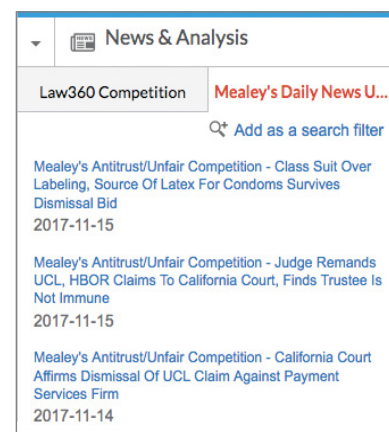 News & Analysis
Law360 Competition
Mealey's Daily News U...
Add as a search filter
Mealey's Antitrust/Unfair Competition - Class Suit Over
Labeling, Source Of Latex For Condoms Survives
Dismissal Bid
2017-11-15
Mealey's Antitrust/Unfair Competition - Judge Remands
UCL, HBOR Claims To California Court, Finds Trustee Is
Not Immune
2017-11-15
Mealey's Antitrust/Unfair Competition - California Court
Affirms Dismissal Of UCL Claim Against Payment
Services Firm
2017-11-14